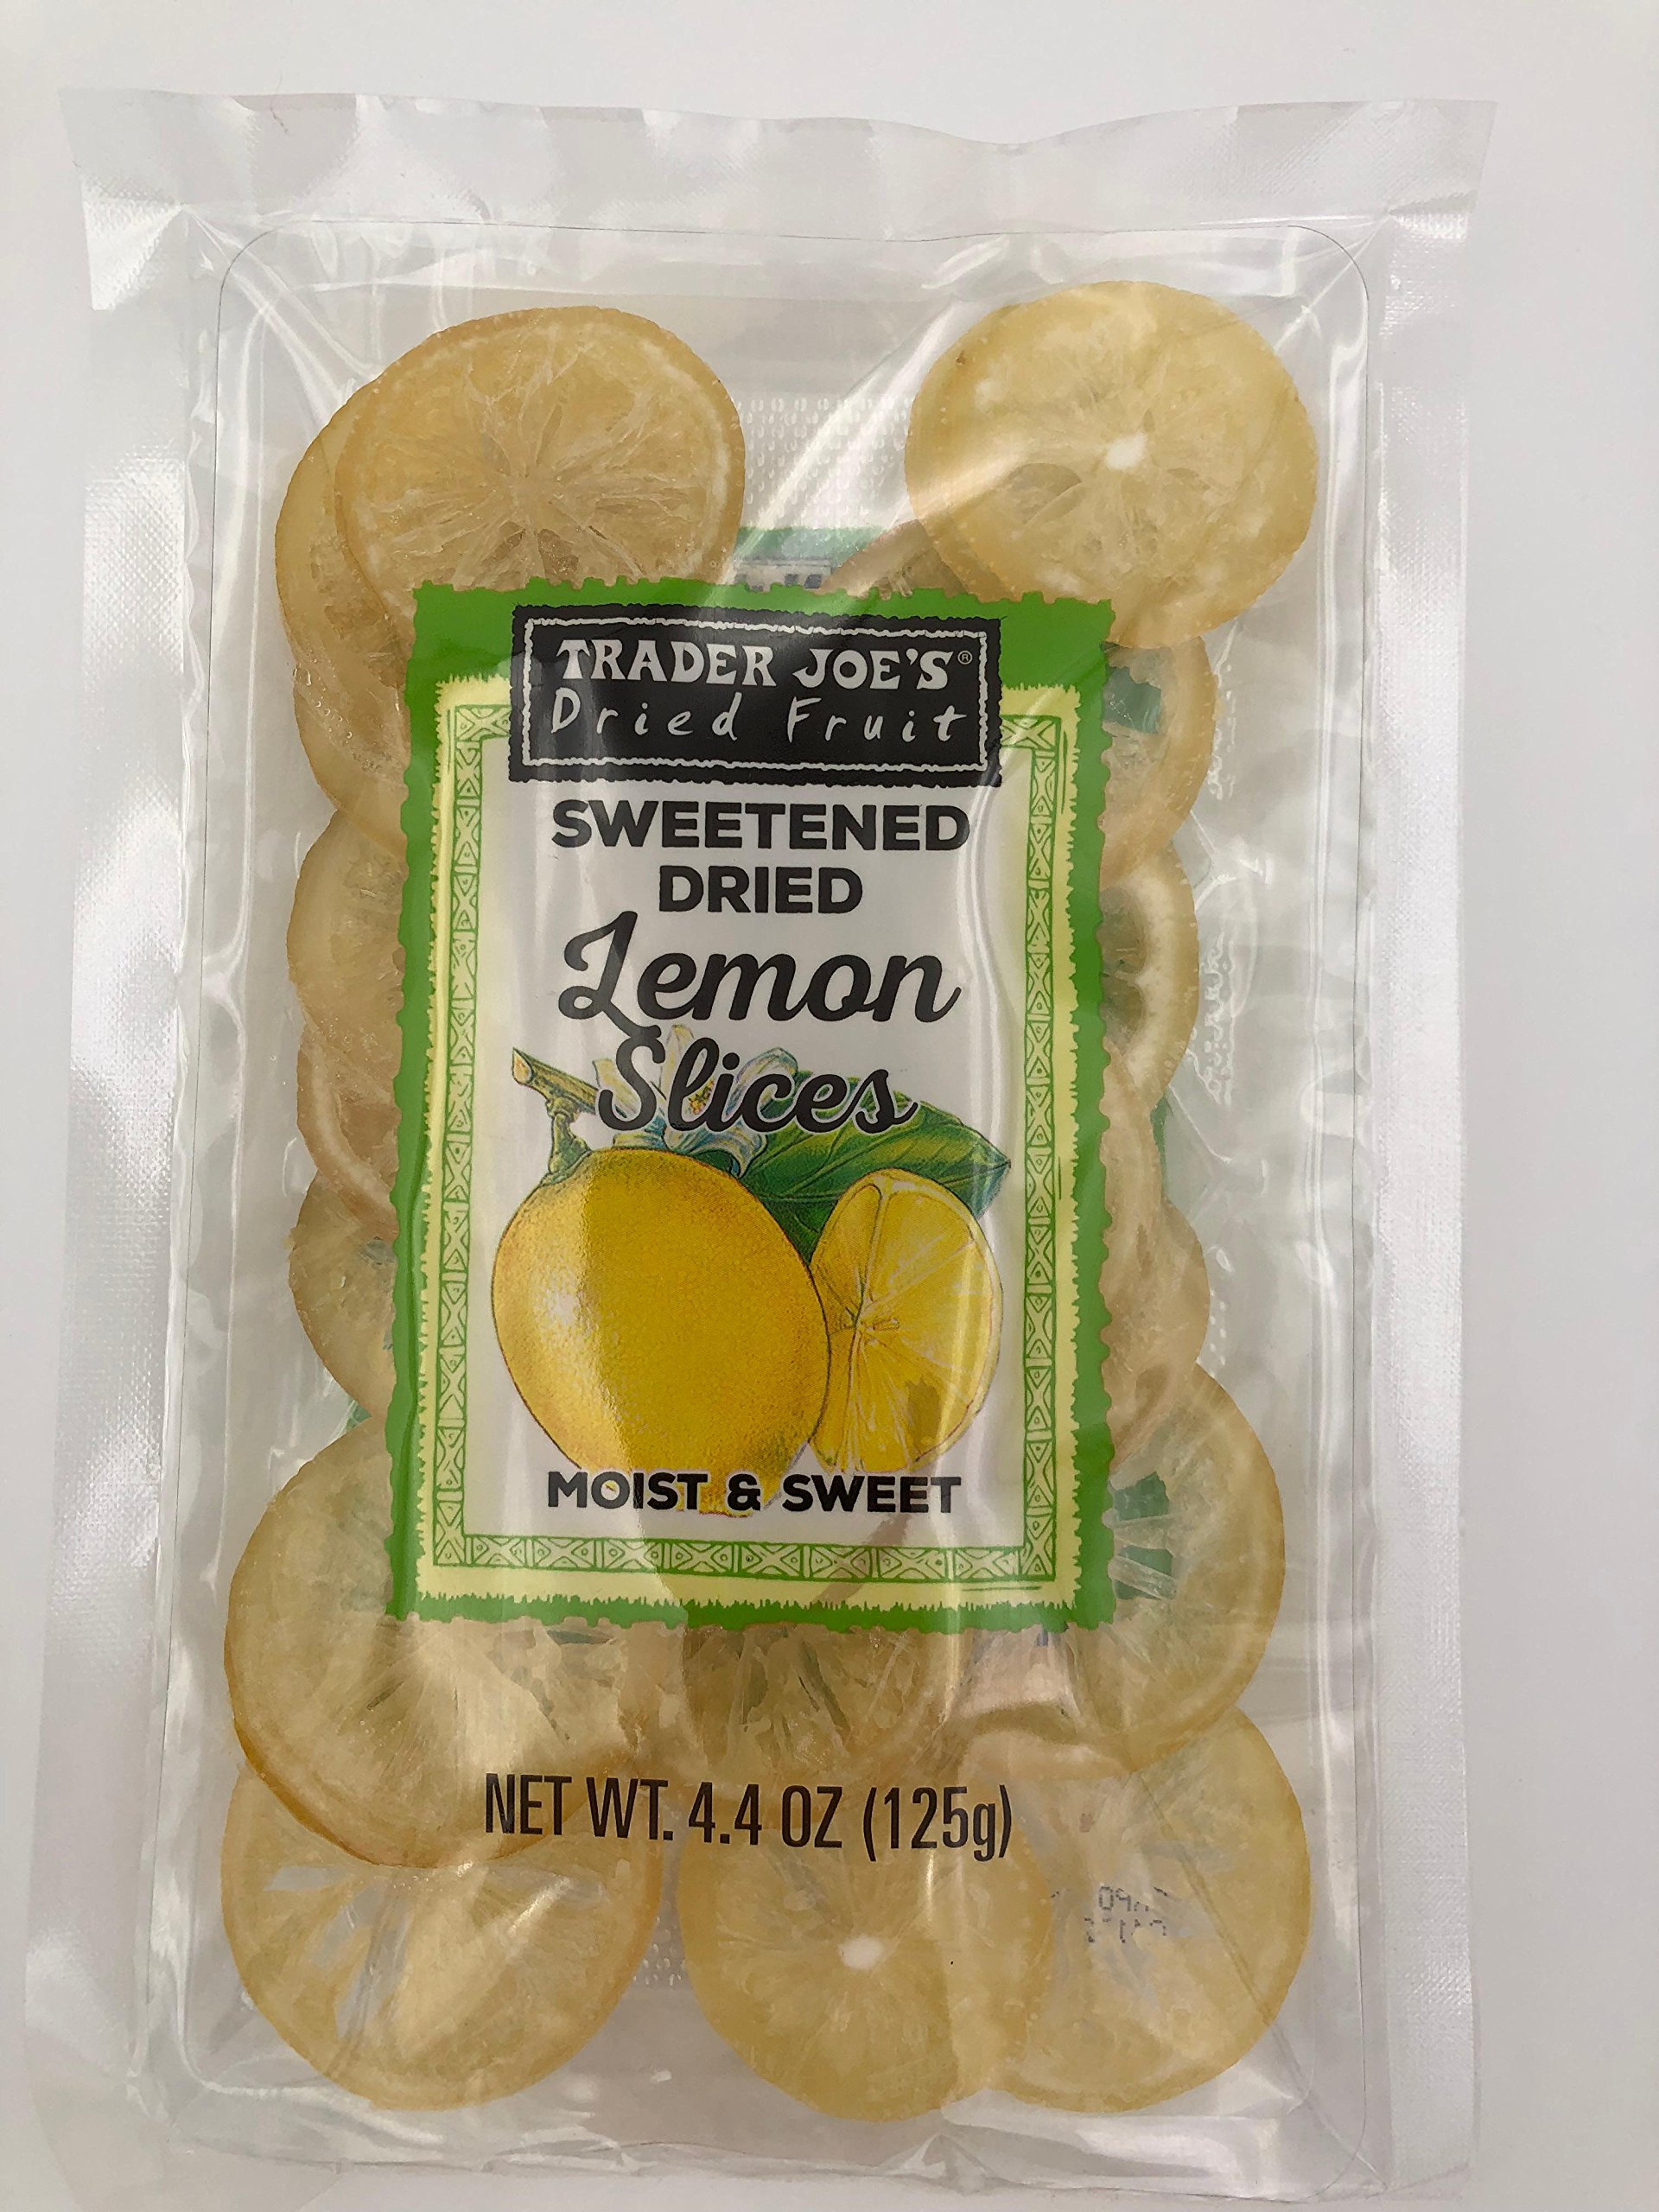 TRADER JOE'S®
Dried Fruit
SWEETENED
DRIED
Lemon
Slices
MOIST & SWEET
NET WT. 4.4 OZ (125g)